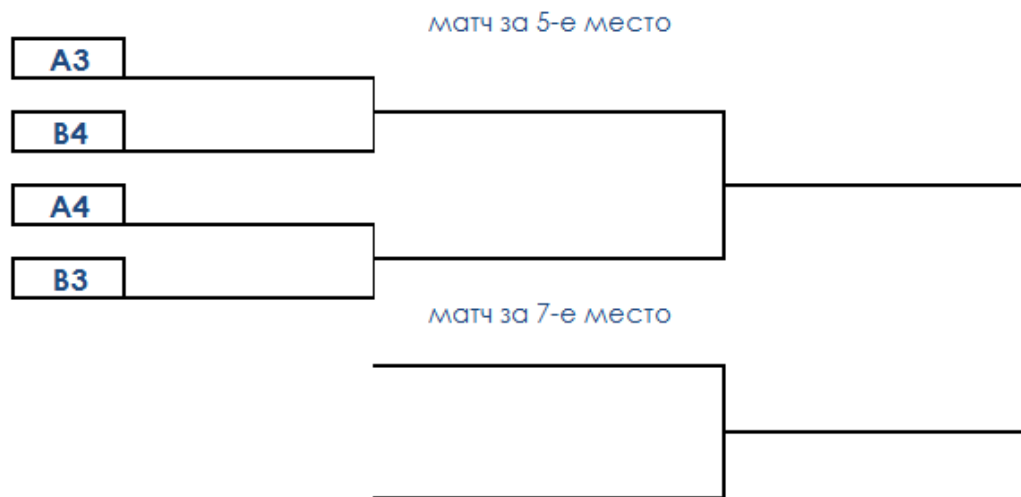 матч за 5-е место
A3
B4
A4
B3
матч за 7-е место